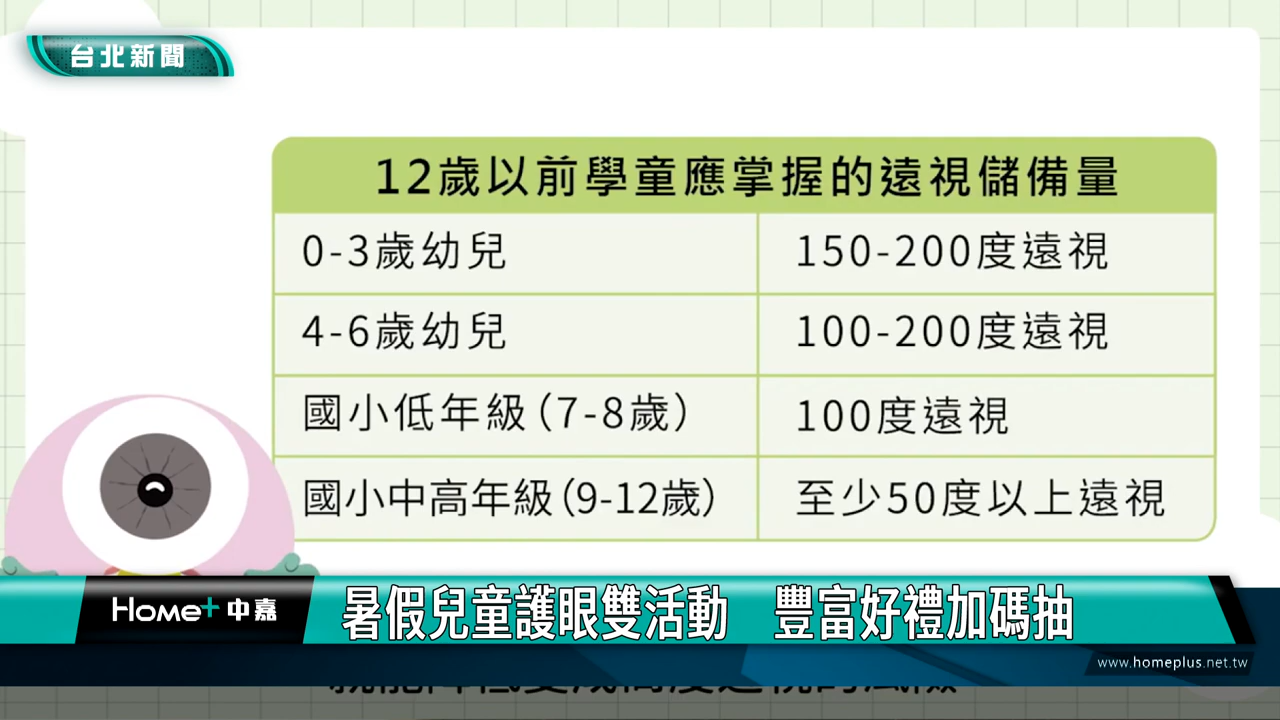 台北新聞
12歲以前學童應掌握的遠視儲備量
0-3歲幼兒 150-200度遠視
4-6歲幼兒 100-200度遠視
國小低年級(7-8歲) 100度遠視
國小中高年級(9-12歲) 至少50度以上遠視
Home+中嘉 暑假兒童護眼雙活動 豐富好禮加碼抽
www.homeplus.net.tw